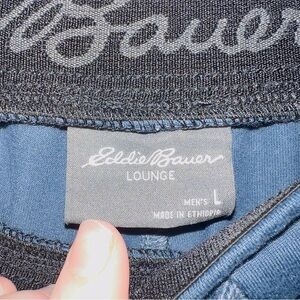 Bauer
Eddie Bauer
LOUNGE
MEN'S L
MADE IN ETHIOPIA